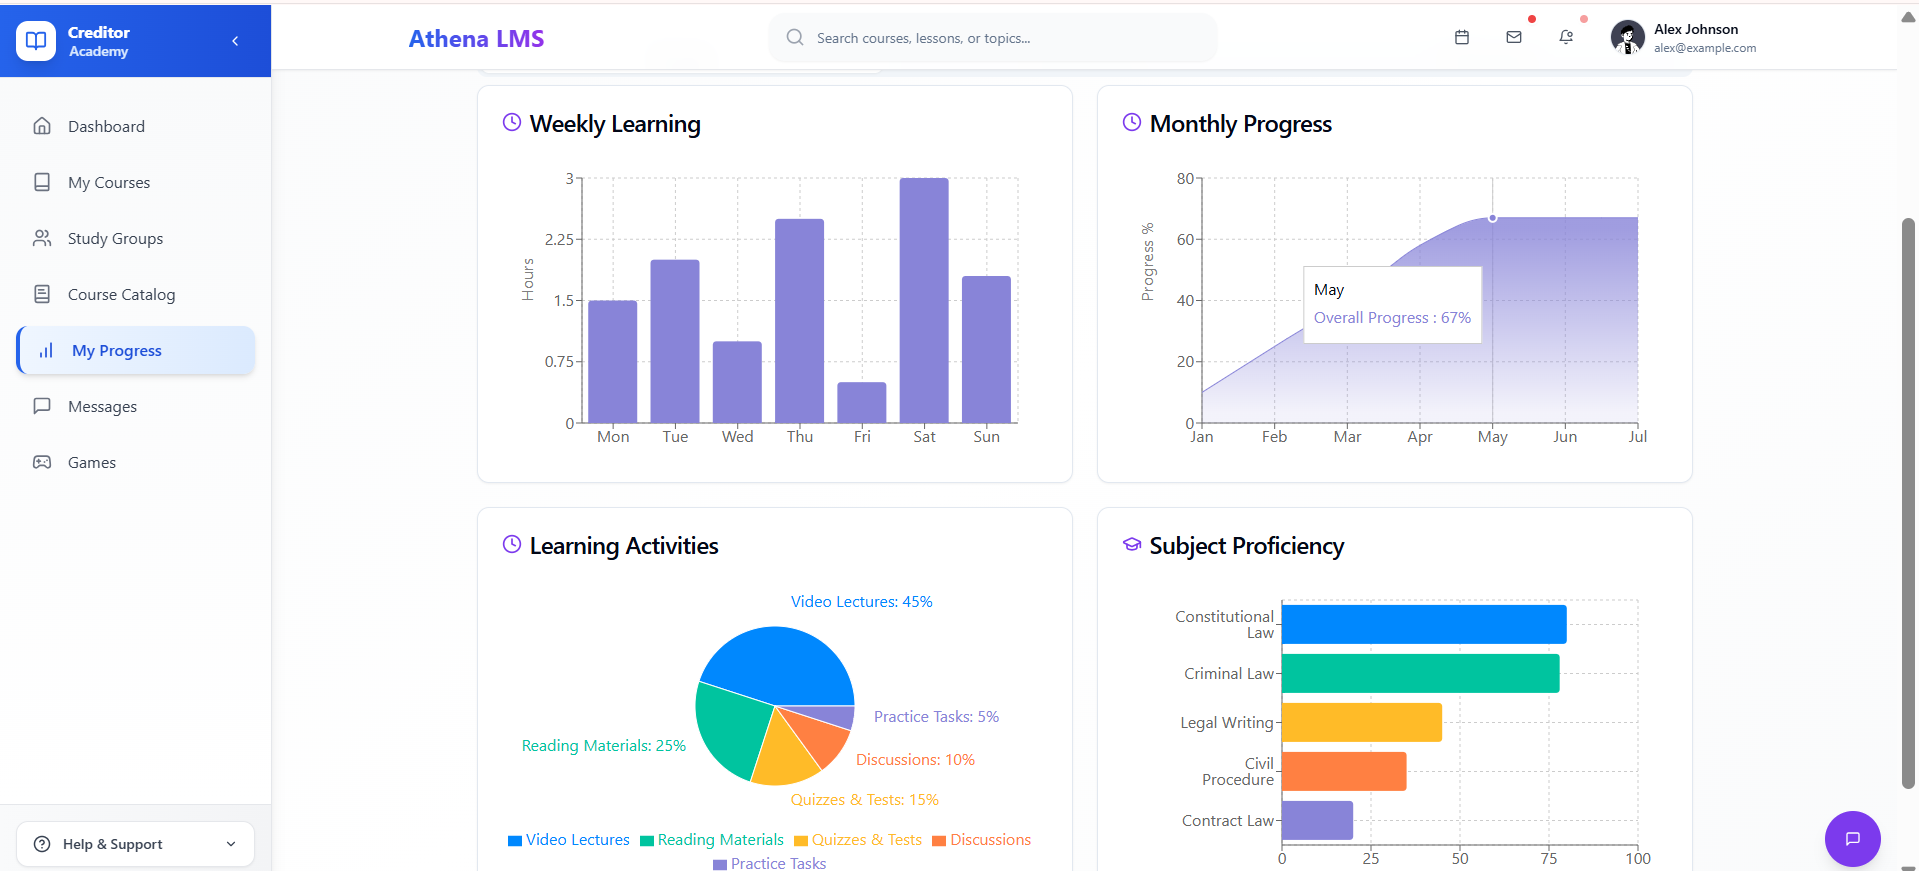 Creditor
Academy
Athena LMS
Search courses, lessons, or topics...
Alex Johnson
alex@example.com
Dashboard
My Courses
Study Groups
Course Catalog
My Progress
Messages
Games
Help & Support
Weekly Learning
Hours
3
2.25
1.5
0.75
0
Mon Tue Wed Thu Fri Sat Sun
Monthly Progress
Progress %
80
60
40
20
0
May
Overall Progress : 67%
Jan Feb Mar Apr May Jun Jul
Learning Activities
Video Lectures: 45%
Practice Tasks: 5%
Reading Materials: 25%
Discussions: 10%
Quizzes & Tests: 15%
Video Lectures Reading Materials Quizzes & Tests Discussions
Practice Tasks
Subject Proficiency
Constitutional
Law
Criminal Law
Legal Writing
Civil
Procedure
Contract Law
0 25 50 75 100